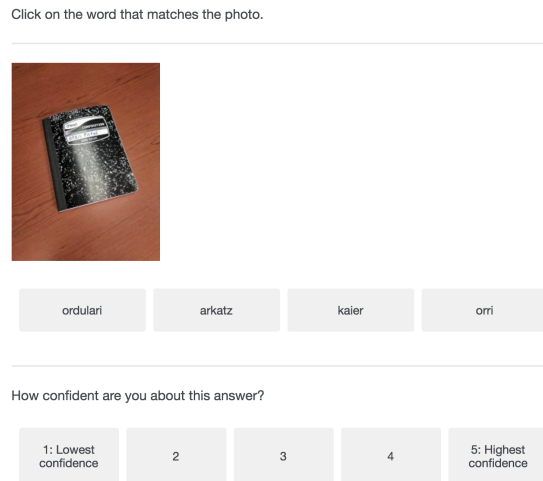 Click on the word that matches the photo.
ordulari arkatz kaier orri
How confident are you about this answer?
1: Lowest confidence 2 3 4 5: Highest confidence